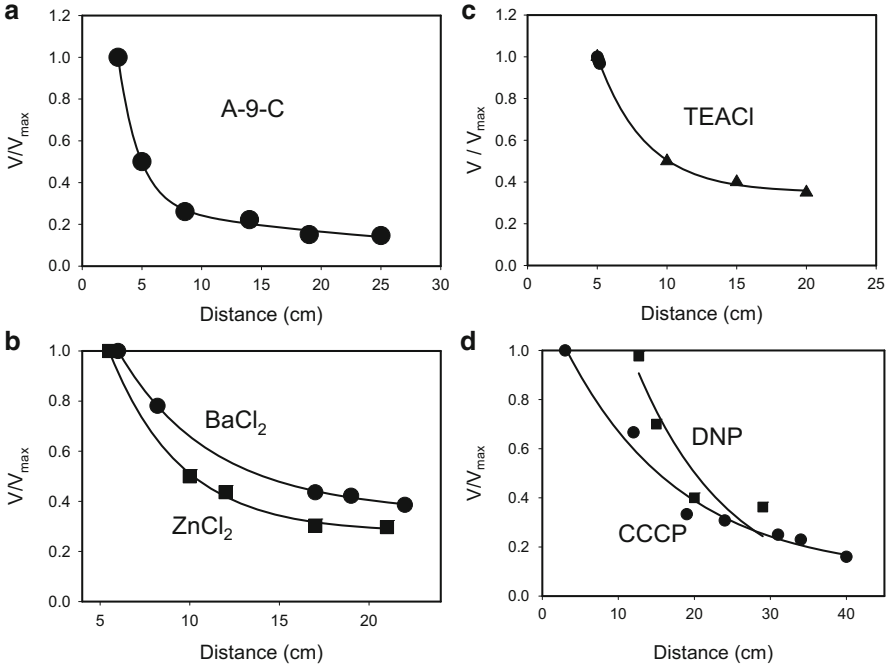 a
1.2
1.0
0.8
0.6
0.4
0.2
0.0
V/Vmax
A-9-C
0 5 10 15 20 25 30
Distance (cm)
c
1.2
1.0
0.8
0.6
0.4
0.2
0.0
V / Vmax
TEACl
0 5 10 15 20 25
Distance (cm)
b
1.0
0.8
0.6
0.4
0.2
0.0
V/Vmax
BaCl2
ZnCl2
5 10 15 20
Distance (cm)
d
1.0
0.8
0.6
0.4
0.2
0.0
V/Vmax
DNP
CCCP
0 10 20 30 40
Distance (cm)